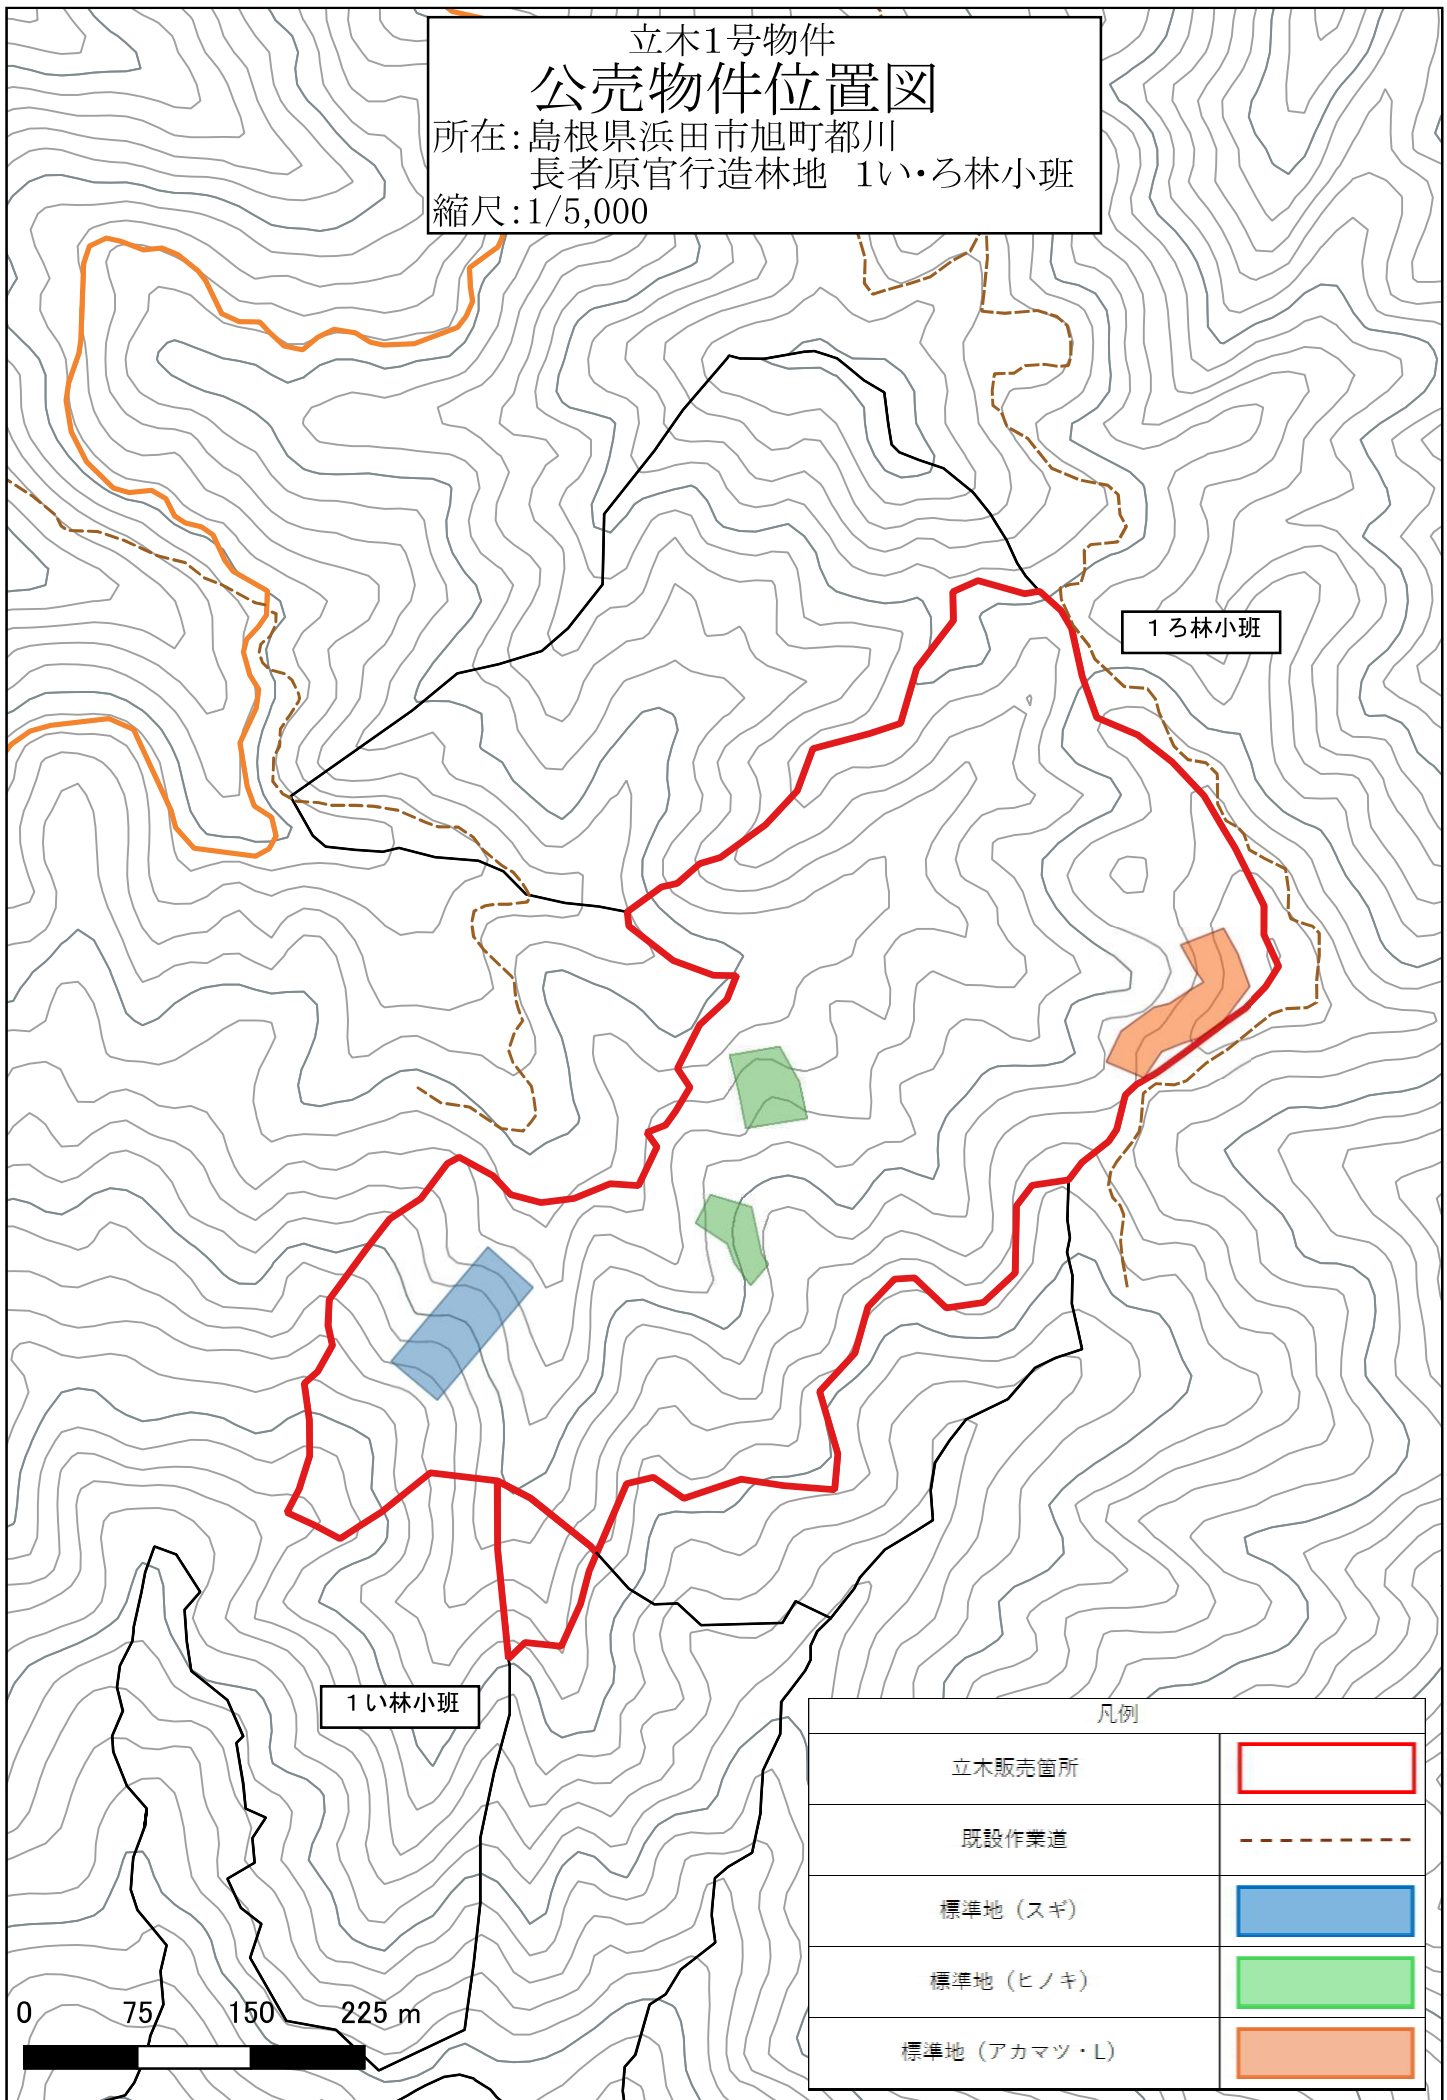 立木1号物件
公売物件位置図
所在:島根県浜田市旭町都川
長者原官行造林地 1い・ろ林小班
縮尺:1/5,000
1ろ林小班
1い林小班
凡例
立木販売箇所
既設作業道
標準地（スギ）
標準地（ヒノキ）
標準地（アカマツ・L）
0 75 150 225 m